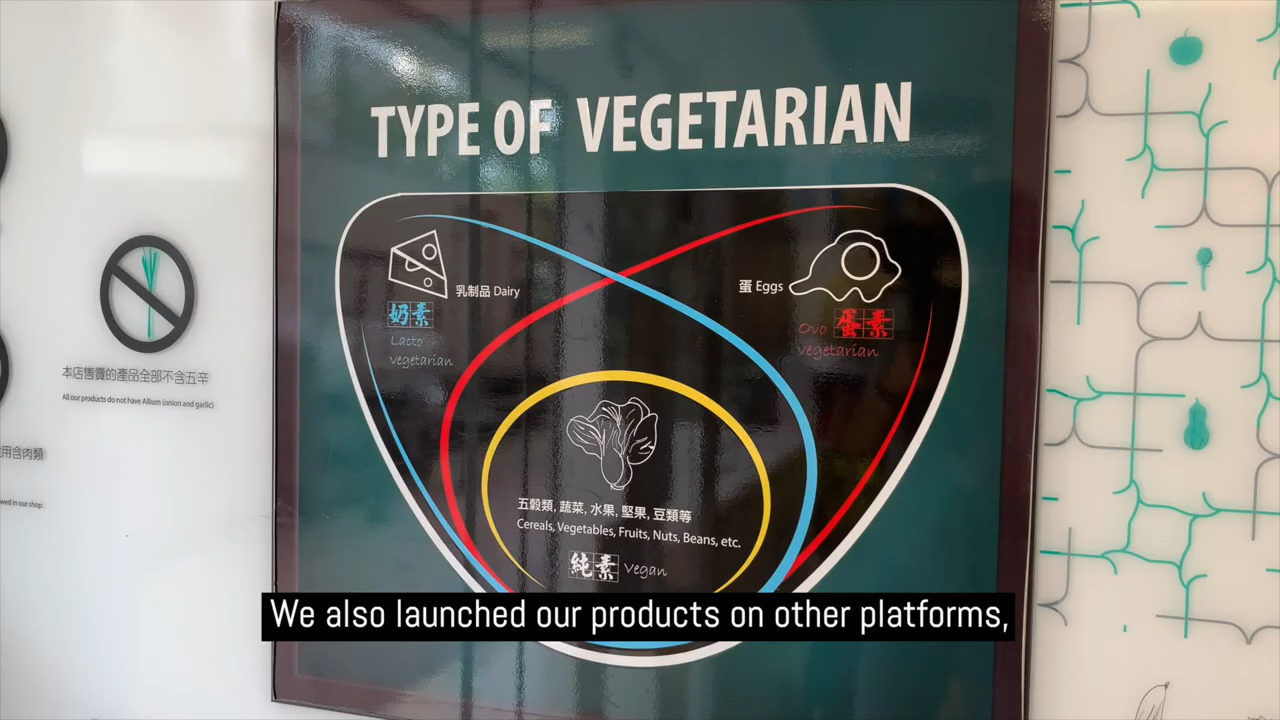 TYPE OF VEGETARIAN
乳制品 Dairy
奶素
Lacto
vegetarian
蛋 Eggs
Ovo 蛋素
vegetarian
五穀類, 蔬菜, 水果, 堅果, 豆類等
Cereals, Vegetables, Fruits, Nuts, Beans, etc.
純素 Vegan
本店售賣的產品全部不含五辛
All our products do not have Allium (onion and garlic)
用含肉類
in our shop
We also launched our products on other platforms,